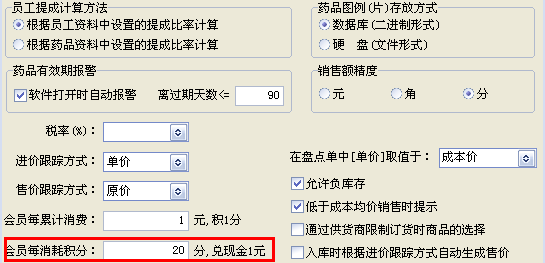 员工提成计算方法
根据员工资料中设置的提成比率计算
根据药品资料中设置的提成比率计算
药品图例(片)存放方式
数据库(二进制形式)
硬 盘(文件形式)
药品有效期报警
软件打开时自动报警 离过期天数<= 90
销售额精度
元 角 分
税率(%):
进价跟踪方式: 单价
售价跟踪方式: 原价
会员每累计消费: 1 元,积1分
会员每消耗积分: 20 分,兑现金1元
在盘点单中[单价]取值于: 成本价
允许负库存
低于成本均价销售时提示
通过供货商限制订货时商品的选择
入库时根据进价跟踪方式自动生成售价